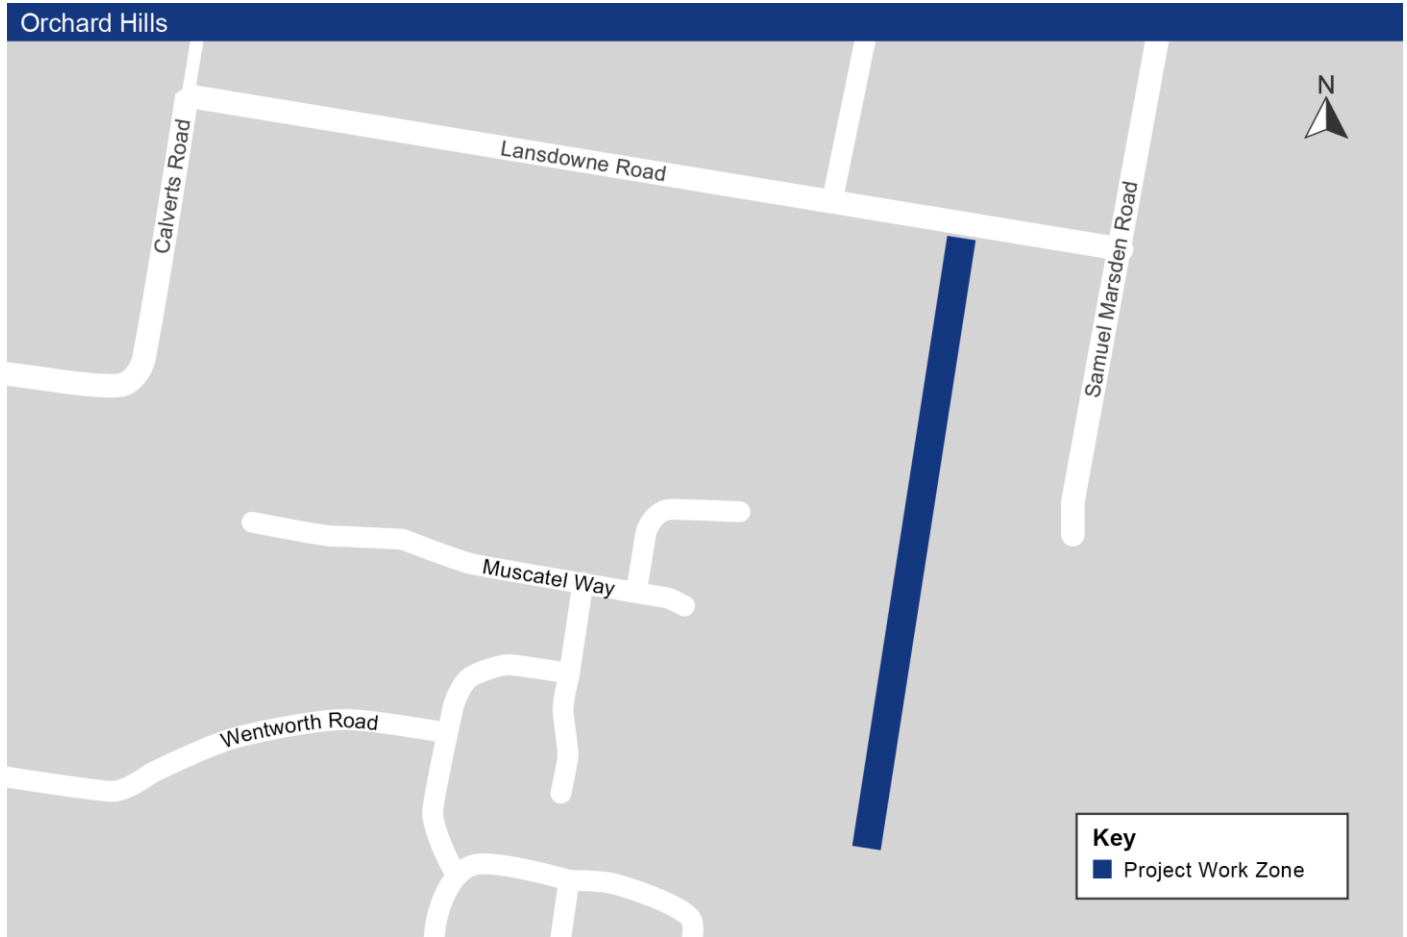 Orchard Hills
N
Lansdowne Road
Calverts Road
Samuel Marsden Road
Muscatel Way
Wentworth Road
Key
Project Work Zone